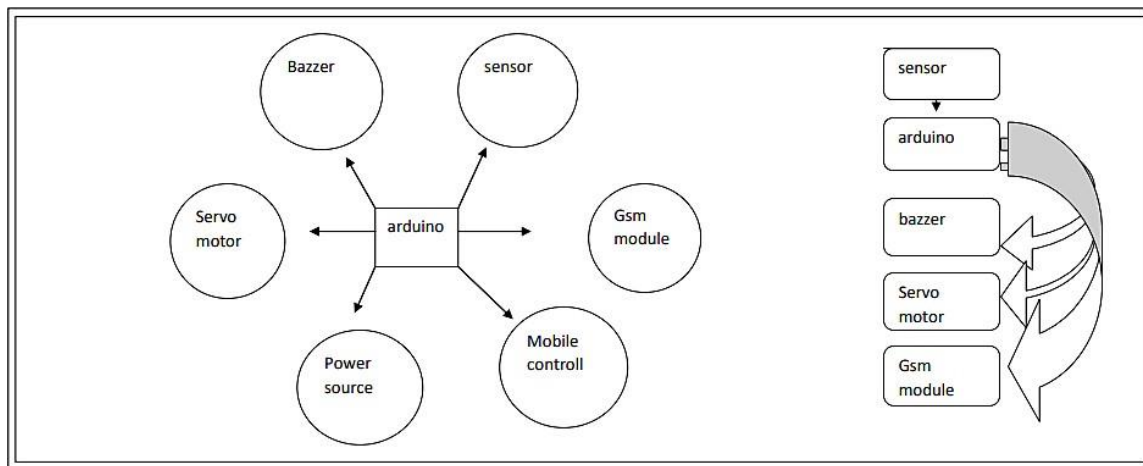 Bazzer
sensor
Servo
motor
arduino
Gsm
module
Power
source
Mobile
controll
sensor
arduino
bazzer
Servo
motor
Gsm
module